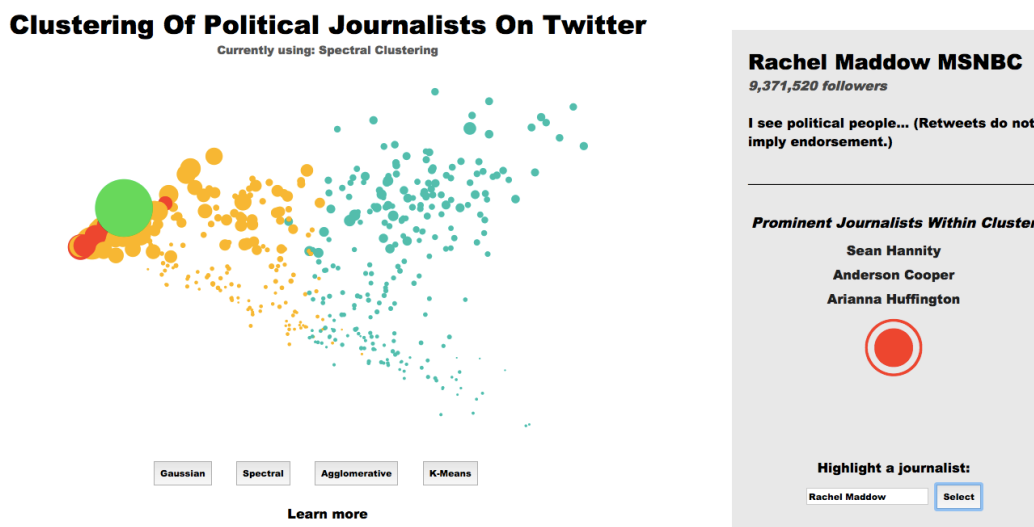 Clustering Of Political Journalists On Twitter
Currently using: Spectral Clustering
Gaussian
Spectral
Agglomerative
K-Means
Learn more
Rachel Maddow MSNBC
9,371,520 followers
I see political people... (Retweets do not
imply endorsement.)
Prominent Journalists Within Cluster
Sean Hannity
Anderson Cooper
Arianna Huffington
Highlight a journalist:
Rachel Maddow
Select